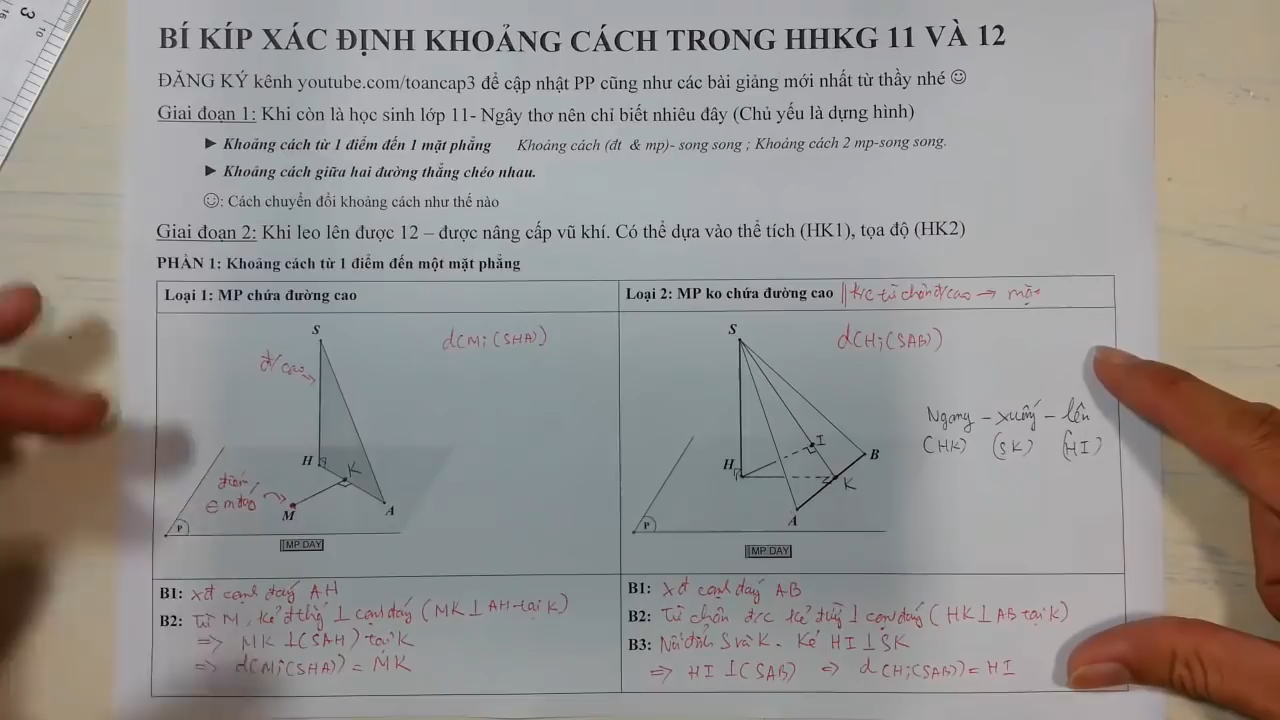 BÍ KÍP XÁC ĐỊNH KHOẢNG CÁCH TRONG HHKG 11 VÀ 12
ĐĂNG KÝ kênh youtube.com/toancap3 để cập nhật PP cũng như các bài giảng mới nhất từ thầy nhé ☺
Giai đoạn 1: Khi còn là học sinh lớp 11- Ngây thơ nên chỉ biết nhiêu đây (Chủ yếu là dựng hình)
► Khoảng cách từ 1 điểm đến 1 mặt phẳng Khoảng cách (đt & mp)- song song ; Khoảng cách 2 mp-song song.
► Khoảng cách giữa hai đường thẳng chéo nhau.
☺: Cách chuyển đổi khoảng cách như thế nào
Giai đoạn 2: Khi leo lên được 12 – được nâng cấp vũ khí. Có thể dựa vào thể tích (HK1), tọa độ (HK2)
PHẦN 1: Khoảng cách từ 1 điểm đến một mặt phẳng
Loại 1: MP chứa đường cao
S
d(M;(SHA))
đ/cao
H
K
điểm
M
A
P
MP DAY
B1: xđ cạnh đáy AH
B2: Từ M, kẻ đthg ⊥ cạnh đáy (MK ⊥ AH tại K)
⇒ MK ⊥ (SAH) tại K
⇒ d(M;(SHA)) = MK
Loại 2: MP ko chứa đường cao || k/c từ chân đ/cao → mặt
S
d(H;(SAB))
Ngang – xuống – lên
(HK) (SK) (HI)
I
B
H
K
A
P
MP DAY
B1: xđ cạnh đáy AB
B2: Từ chân đ/c kẻ đường ⊥ cạnh đáy (HK ⊥ AB tại K)
B3: Nối đỉnh S và K. Kẻ HI ⊥ SK
⇒ HI ⊥ (SAB) ⇒ d(H;(SAB)) = HI